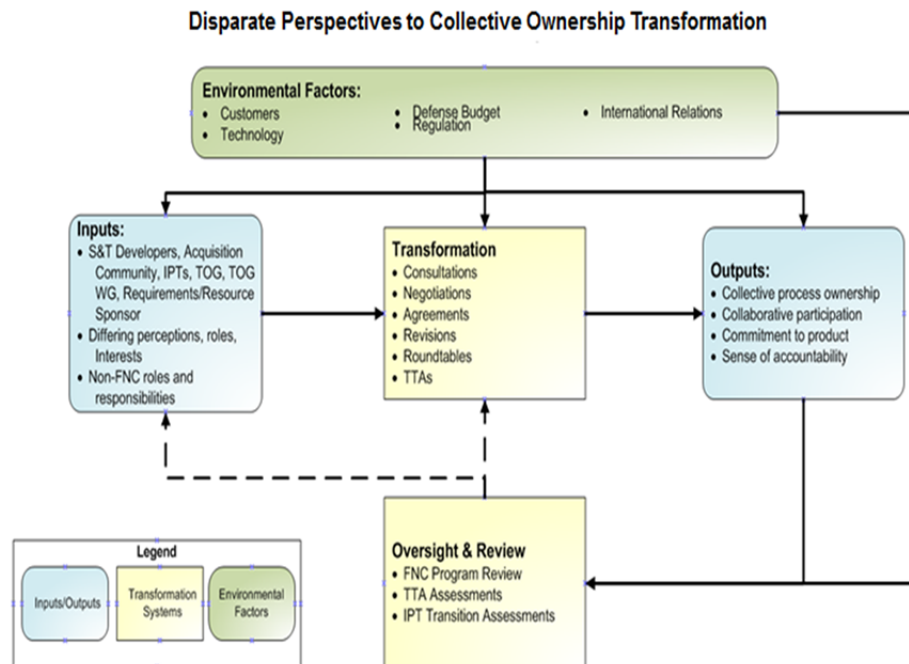 Disparate Perspectives to Collective Ownership Transformation
Environmental Factors:
• Customers
• Technology
• Defense Budget
• Regulation
• International Relations
Inputs:
• S&T Developers, Acquisition
Community, IPTs, TOG, TOG
WG, Requirements/Resource
Sponsor
• Differing perceptions, roles,
Interests
• Non-FNC roles and
responsibilities
Transformation
• Consultations
• Negotiations
• Agreements
• Revisions
• Roundtables
• TTAs
Outputs:
• Collective process ownership
• Collaborative participation
• Commitment to product
• Sense of accountability
Oversight & Review
• FNC Program Review
• TTA Assessments
• IPT Transition Assessments
Legend
Inputs/Outputs
Transformation
Systems
Environmental
Factors